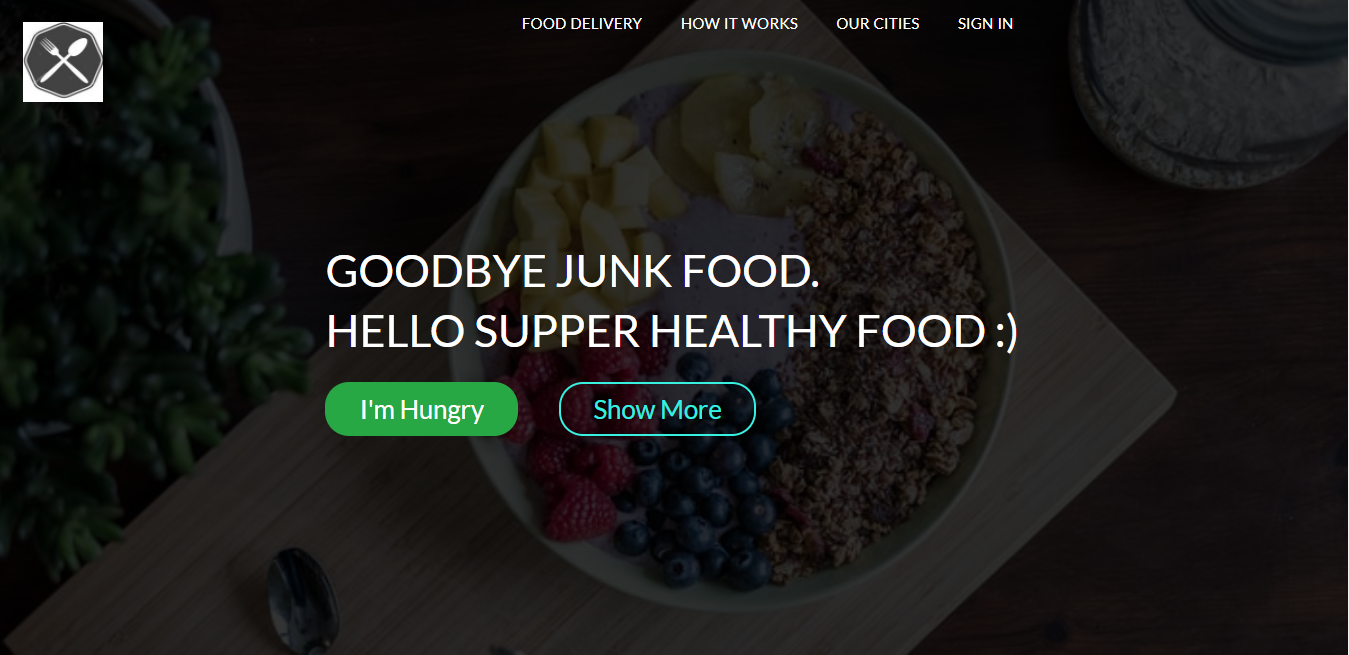 FOOD DELIVERY HOW IT WORKS OUR CITIES SIGN IN
GOODBYE JUNK FOOD.
HELLO SUPPER HEALTHY FOOD :)
I'm Hungry Show More